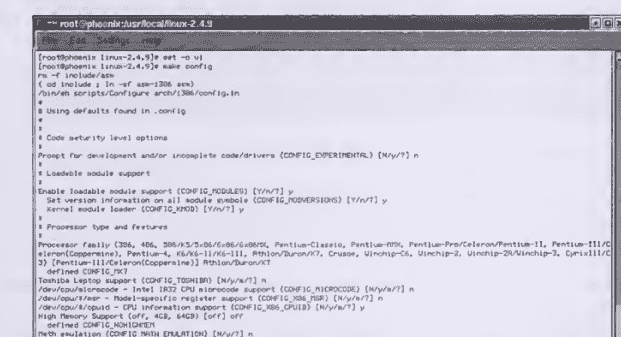 root@phoenix:/usr/local/linux-2.4.9
File Edit Settings Help
[root@phoenix linux-2.4.9]# set -o vi
[root@phoenix linux-2.4.9]# make config
rm -f include/asm
( cd include ; ln -sf asm-i386 asm)
/bin/sh scripts/Configure arch/i386/config.in
#
# Using defaults found in .config
#
#
# Code maturity level options
#
Prompt for development and/or incomplete code/drivers (CONFIG_EXPERIMENTAL) [N/y/?] n
#
# Loadable module support
#
Enable loadable module support (CONFIG_MODULES) [Y/n/?] y
Set version information on all module symbols (CONFIG_MODVERSIONS) [Y/n/?] y
Kernel module loader (CONFIG_KMOD) [Y/n/?] y
#
# Processor type and features
#
Processor family (386, 486, 586/K5/5x86/6x86/6x86MX, Pentium-Classic, Pentium-MMX, Pentium-Pro/Celeron/Pentium-II, Pentium-III/C
eleron(Coppermine), Pentium-4, K6/K6-II/K6-III, Athlon/Duron/K7, Crusoe, Winchip-C6, Winchip-2, Winchip-2A/Winchip-3, CyrixIII/C
3) [Pentium-III/Celeron(Coppermine)] Athlon/Duron/K7
defined CONFIG_MK7
Toshiba Laptop support (CONFIG_TOSHIBA) [N/y/m/?] n
/dev/cpu/microcode - Intel IA32 CPU microcode support (CONFIG_MICROCODE) [N/y/m/?] n
/dev/cpu/*/msr - Model-specific register support (CONFIG_X86_MSR) [N/y/m/?] n
/dev/cpu/*/cpuid - CPU information support (CONFIG_X86_CPUID) [N/y/m/?] y
High Memory Support (off, 4GB, 64GB) [off] off
defined CONFIG_NOHIGHMEM
Math emulation (CONFIG_MATH_EMULATION) [N/y/?] n